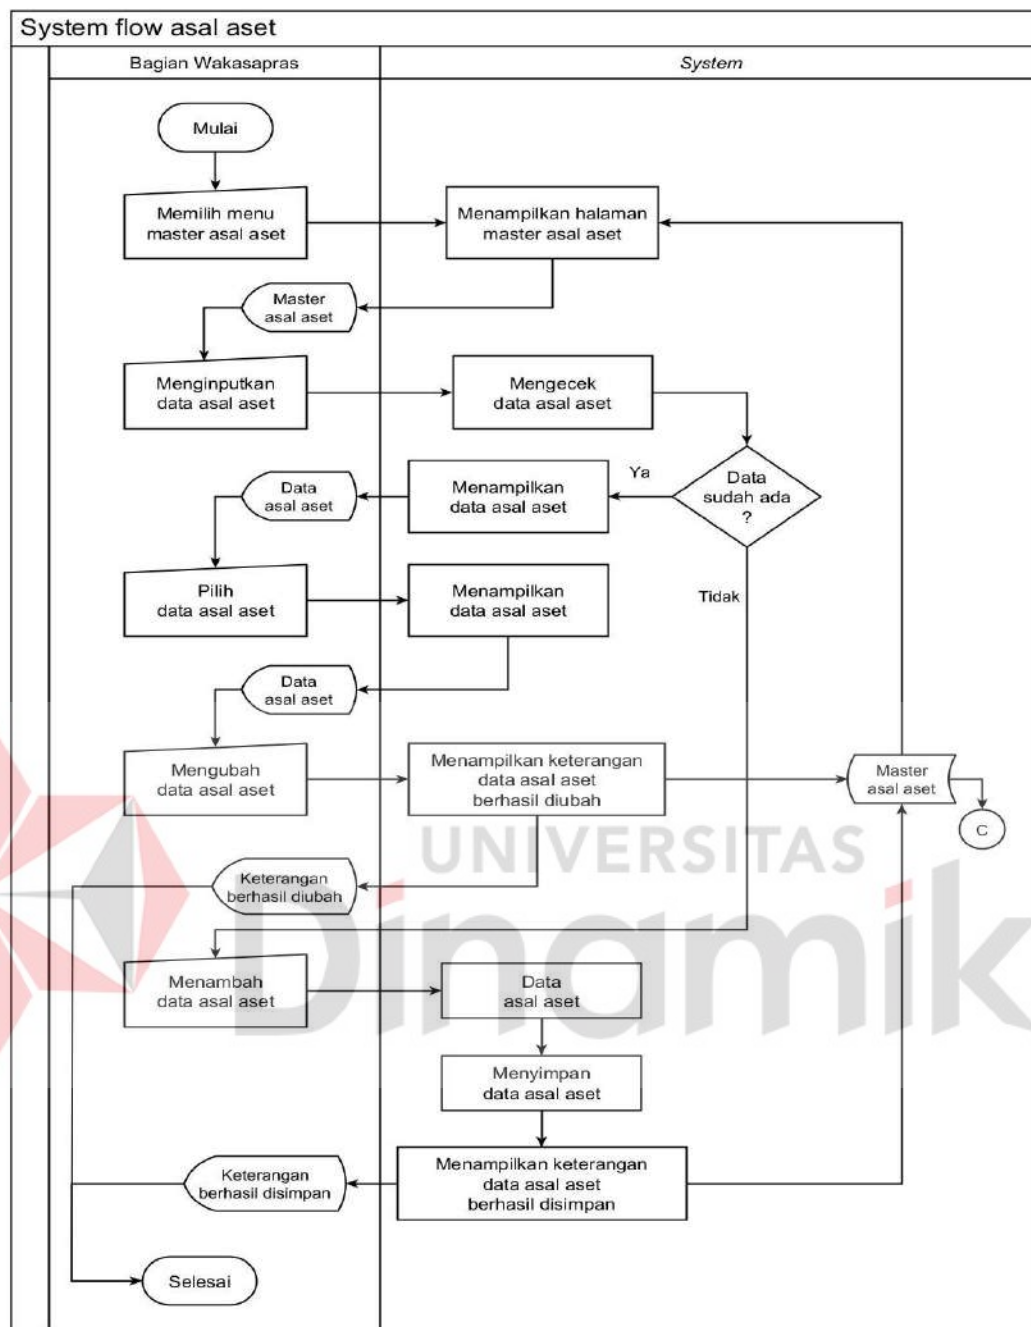 System flow asal aset
Bagian Wakasapras
System
Mulai
Memilih menu
master asal aset
Menampilkan halaman
master asal aset
Master
asal aset
Menginputkan
data asal aset
Mengecek
data asal aset
Data
sudah ada
?
Ya
Menampilkan
data asal aset
Data
asal aset
Pilih
data asal aset
Menampilkan
data asal aset
Tidak
Data
asal aset
Mengubah
data asal aset
Menampilkan keterangan
data asal aset
berhasil diubah
Master
asal aset
C
UNIVERSITAS
Dinamika
Keterangan
berhasil diubah
Menambah
data asal aset
Data
asal aset
Menyimpan
data asal aset
Menampilkan keterangan
data asal aset
berhasil disimpan
Keterangan
berhasil disimpan
Selesai